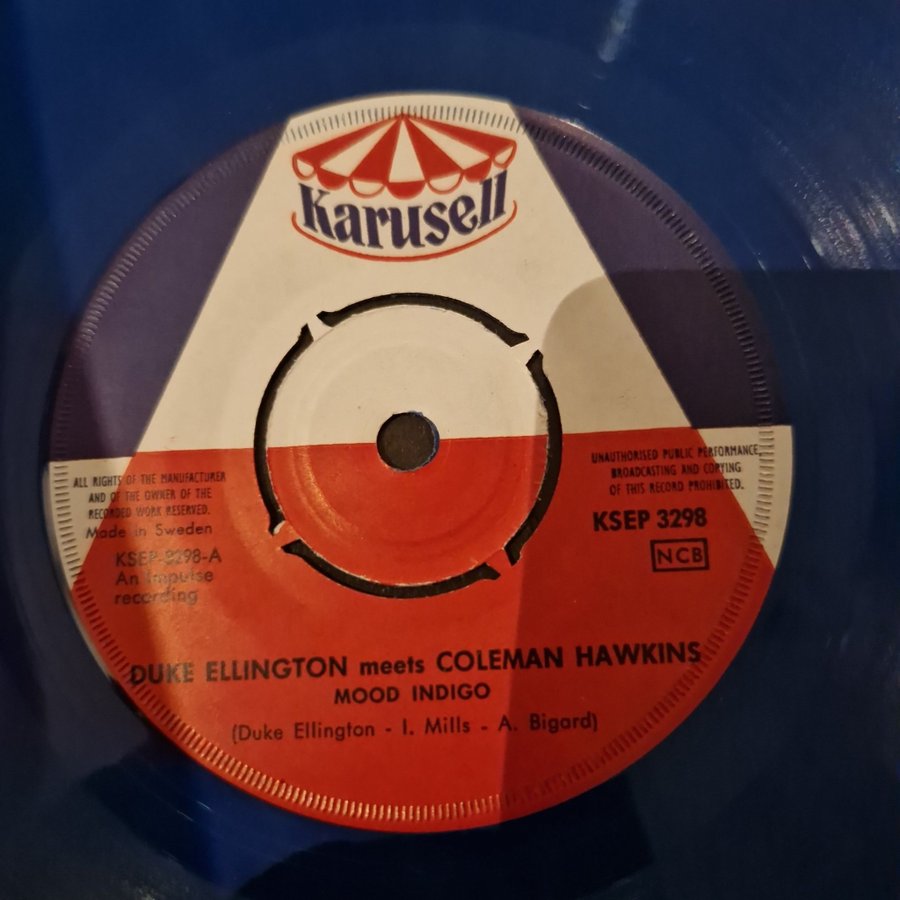 Karusell
ALL RIGHTS OF THE MANUFACTURER
AND OF THE OWNER OF THE
RECORDED WORK RESERVED.
Made in Sweden
KSEP-3298-A
An Impulse
recording
UNAUTHORISED PUBLIC PERFORMANCE,
BROADCASTING AND COPYING
OF THIS RECORD PROHIBITED.
KSEP 3298
NCB
DUKE ELLINGTON meets COLEMAN HAWKINS
MOOD INDIGO
(Duke Ellington - I. Mills - A. Bigard)